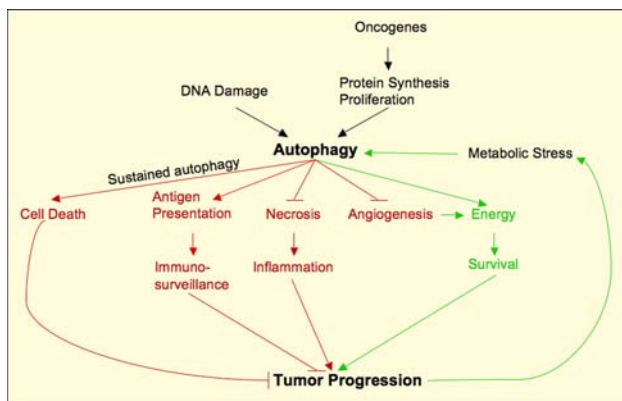 Oncogenes
Protein Synthesis
Proliferation
DNA Damage
Autophagy
Metabolic Stress
Sustained autophagy
Cell Death
Antigen
Presentation
Necrosis
Angiogenesis
Energy
Immuno-
surveillance
Inflammation
Survival
Tumor Progression